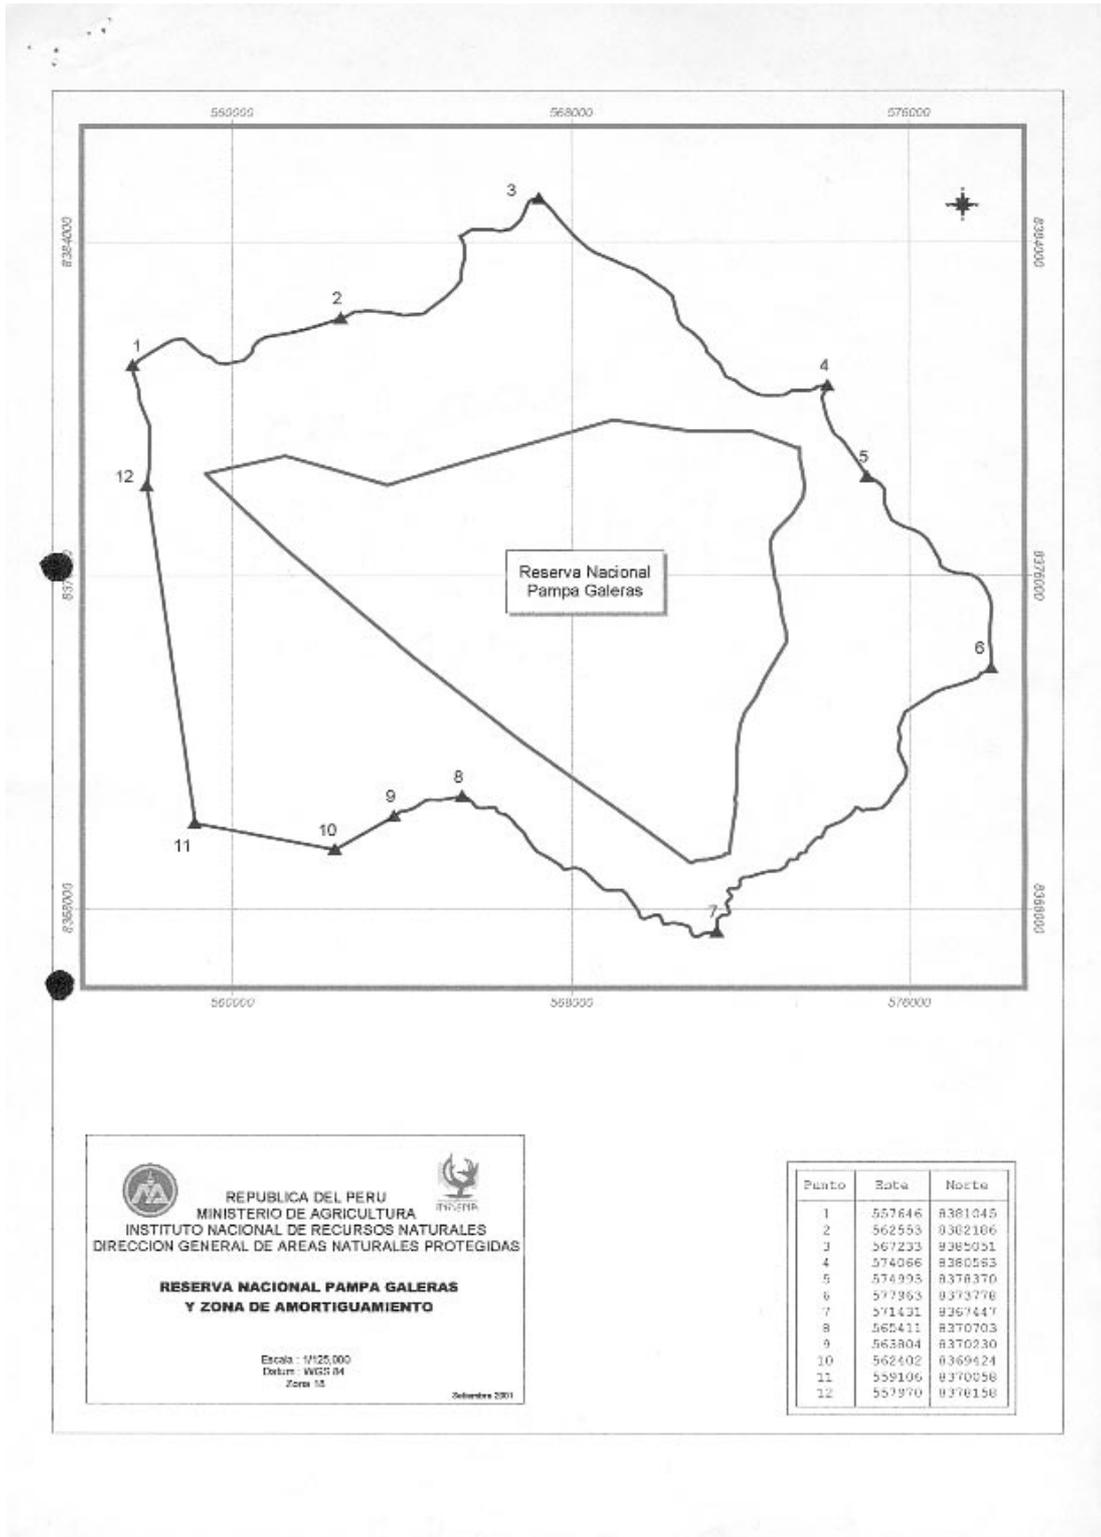 560000 568000 576000
8384000 8384000
3
2
1
4
5
12
8376000
Reserva Nacional
Pampa Galeras
6
8
9
10
11
7
8368000 8368000
560000 568000 576000
REPUBLICA DEL PERU
MINISTERIO DE AGRICULTURA
INRENA
INSTITUTO NACIONAL DE RECURSOS NATURALES
DIRECCION GENERAL DE AREAS NATURALES PROTEGIDAS
RESERVA NACIONAL PAMPA GALERAS
Y ZONA DE AMORTIGUAMIENTO
Escala : 1/125,000
Datum : WGS 84
Zona 18
Setiembre 2001
Punto Este Norte
1 557646 8381045
2 562553 8382186
3 567233 8385051
4 574066 8380563
5 574993 8378370
6 577963 8373778
7 571431 8367447
8 565411 8370703
9 563804 8370230
10 562402 8369424
11 559106 8370058
12 557970 8378158